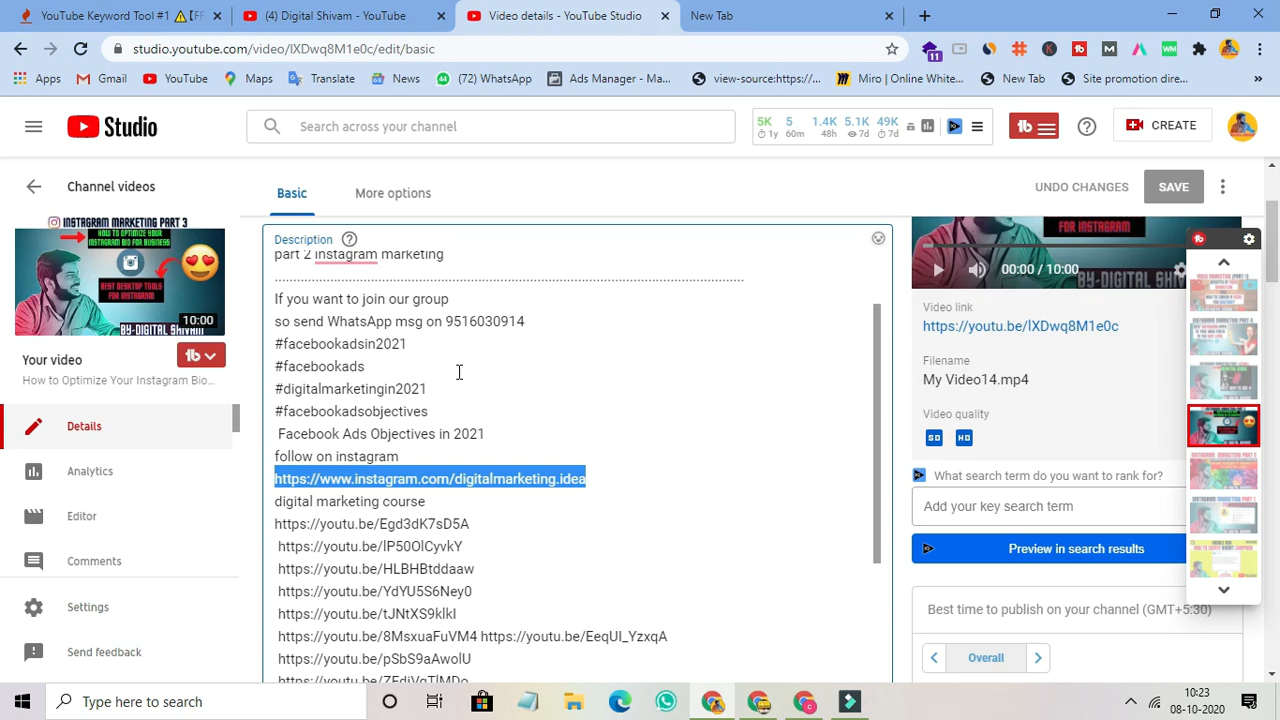 #1 Ad
(F
(4) Digital Shivam - YouTube
Video details - YouTube Studio
New Tab
studio.youtube.com/video/lXDwq8M1e0c/edit/basic
11
Apps
Gmail
YouTube
Maps
Translate
News
(72) WhatsApp
Ads Manager - Ma...
view-source:https:/...
Miro | Online White...
New Tab
Site promotion dire...
Studio
Search across your channel
5K 5 1.4K 5.1K 49K
1y 60m 48h 7d 7d
CREATE
Channel videos
Basic
More options
UNDO CHANGES
SAVE
INSTAGRAM MARKETING PART 3
HOW TO OPTIMIZE YOUR
INSTAGRAM BIO FOR BUSINESS
BEST DESKTOP TOOLS
FOR INSTAGRAM
BY-DIGITAL SHIVAM
10:00
Your video
How to Optimize Your Instagram Bio...
Details
Analytics
Editor
Comments
Settings
Send feedback
Description
part 2 instagram marketing
If you want to join our group
so send WhatsApp msg on 9516030914
#facebookadsin2021
#facebookads
#digitalmarketingin2021
#facebookadsobjectives
Facebook Ads Objectives in 2021
follow on instagram
https://www.instagram.com/digitalmarketing.idea
digital marketing course
https://youtu.be/Egd3dK7sD5A
https://youtu.be/lP50OlCyvkY
https://youtu.be/HLBHBtddaaw
https://youtu.be/YdYU5S6Ney0
https://youtu.be/tJNtXS9klkI
https://youtu.be/8MsxuaFuVM4 https://youtu.be/EeqUI_YzxqA
https://youtu.be/pSbS9aAwolU
FOR INSTAGRAM
00:00 / 10:00
Video link
https://youtu.be/lXDwq8M1e0c
Filename
My Video14.mp4
Video quality
SD HD
What search term do you want to rank for?
Add your key search term
Preview in search results
Best time to publish on your channel (GMT+5:30)
Overall
Type here to search
10:23
08-10-2020